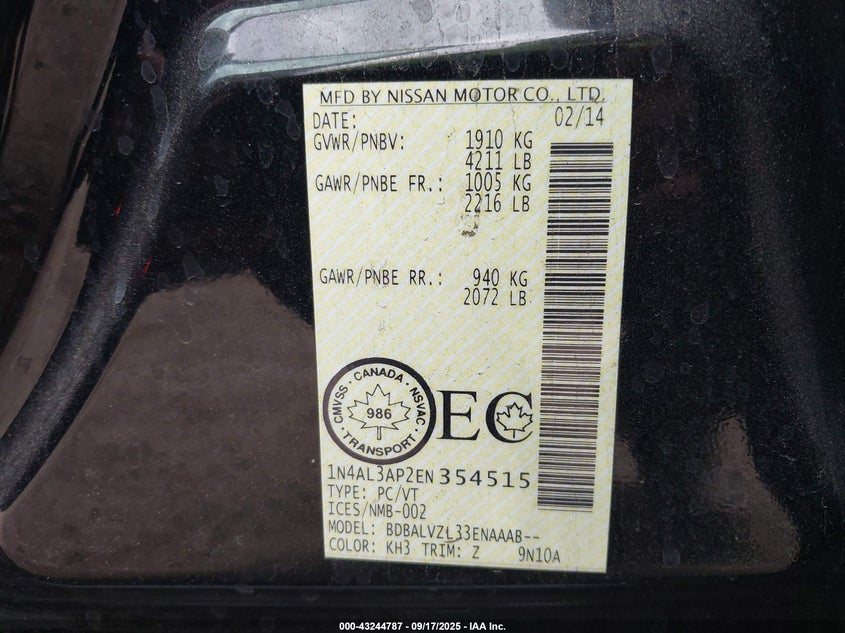 MFD BY NISSAN MOTOR CO., LTD.
DATE: 02/14
GVWR/PNBV: 1910 KG
4211 LB
GAWR/PNBE FR.: 1005 KG
2216 LB
GAWR/PNBE RR.: 940 KG
2072 LB
CANADA
CMVSS · NSVAC
986
TRANSPORT
EC
1N4AL3AP2EN354515
TYPE: PC/VT
ICES/NMB-002
MODEL: BDBALVZL33ENAAAB--
COLOR: KH3 TRIM: Z 9N10A
000-43244787 - 09/17/2025 - IAA Inc.